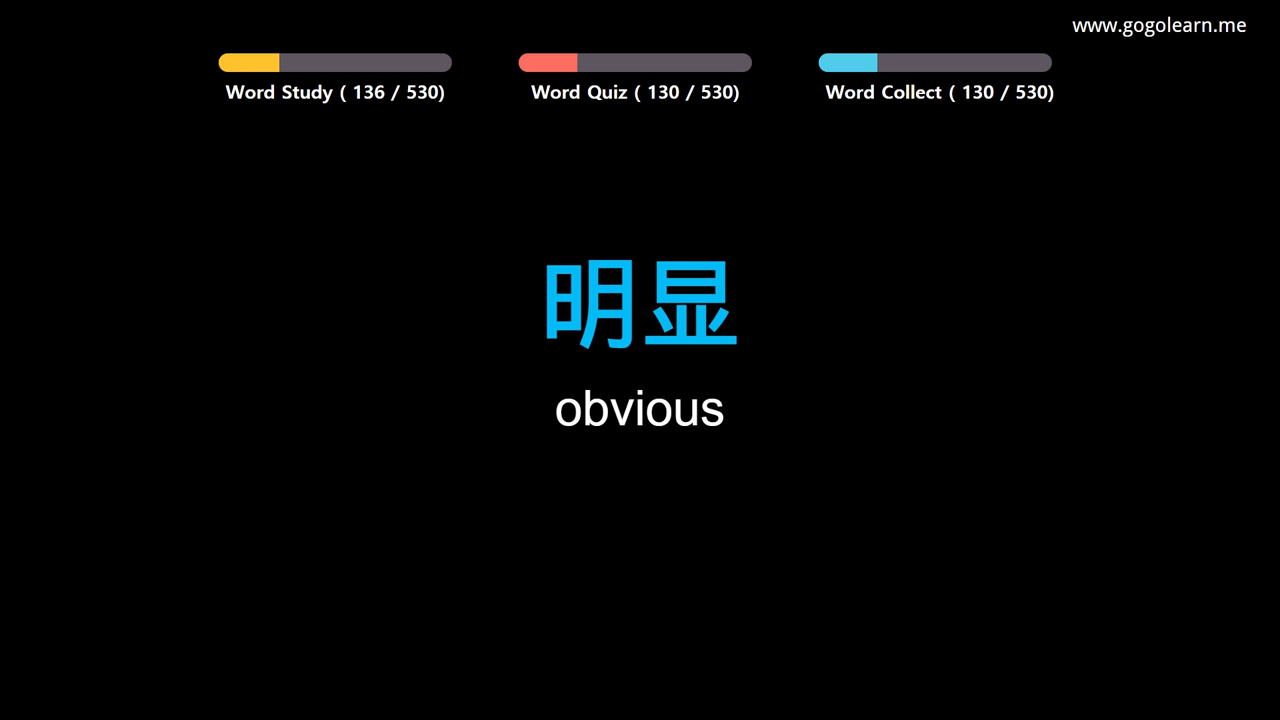 www.gogolearn.me
Word Study ( 136 / 530)
Word Quiz ( 130 / 530)
Word Collect ( 130 / 530)
明显
obvious